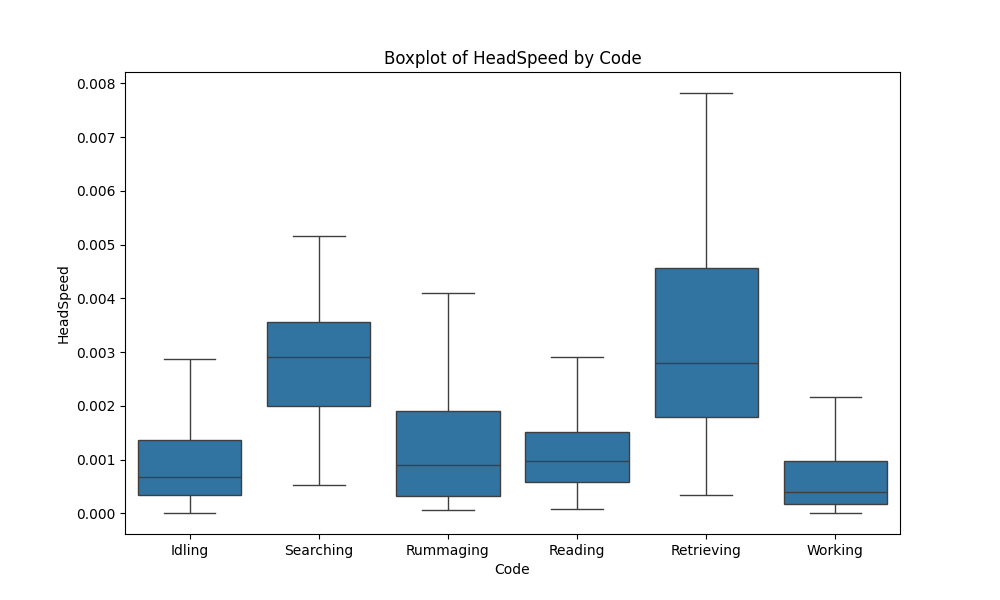 Boxplot of HeadSpeed by Code
HeadSpeed
0.008
0.007
0.006
0.005
0.004
0.003
0.002
0.001
0.000
Idling Searching Rummaging Reading Retrieving Working
Code